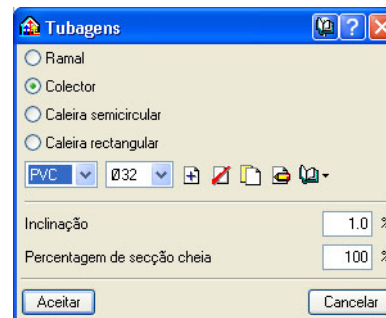 Tubagens
Ramal
Colector
Caleira semicircular
Caleira rectangular
PVC Ø32
Inclinação 1.0 %
Percentagem de secção cheia 100 %
Aceitar Cancelar